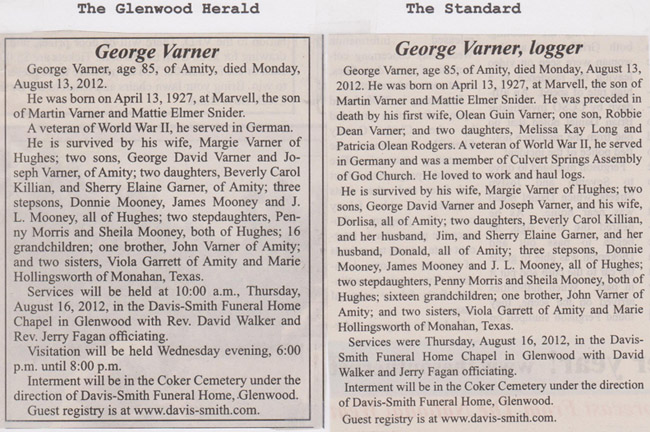 The Glenwood Herald
George Varner
George Varner, age 85, of Amity, died Monday,
August 13, 2012.
He was born on April 13, 1927, at Marvell, the son
of Martin Varner and Mattie Elmer Snider.
A veteran of World War II, he served in German.
He is survived by his wife, Margie Varner of
Hughes; two sons, George David Varner and Jo-
seph Varner, of Amity; two daughters, Beverly Carol
Killian, and Sherry Elaine Garner, of Amity; three
stepsons, Donnie Mooney, James Mooney and J.
L. Mooney, all of Hughes; two stepdaughters, Pen-
ny Morris and Sheila Mooney, both of Hughes; 16
grandchildren; one brother, John Varner of Amity;
and two sisters, Viola Garrett of Amity and Marie
Hollingsworth of Monahan, Texas.
Services will be held at 10:00 a.m., Thursday,
August 16, 2012, in the Davis-Smith Funeral Home
Chapel in Glenwood with Rev. David Walker and
Rev. Jerry Fagan officiating.
Visitation will be held Wednesday evening, 6:00
p.m. until 8:00 p.m.
Interment will be in the Coker Cemetery under the
direction of Davis-Smith Funeral Home, Glenwood.
Guest registry is at www.davis-smith.com.
The Standard
George Varner, logger
George Varner, age 85, of Amity, died Monday, August 13,
2012. He was born on April 13, 1927, at Marvell, the son of
Martin Varner and Mattie Elmer Snider. He was preceded in
death by his first wife, Olean Guin Varner; one son, Robbie
Dean Varner; and two daughters, Melissa Kay Long and
Patricia Olean Rodgers. A veteran of World War II, he served
in Germany and was a member of Culvert Springs Assembly
of God Church. He loved to work and haul logs.
He is survived by his wife, Margie Varner of Hughes; two
sons, George David Varner and Joseph Varner, and his wife,
Dorlisa, all of Amity; two daughters, Beverly Carol Killian,
and her husband, Jim, and Sherry Elaine Garner, and her
husband, Donald, all of Amity; three stepsons, Donnie
Mooney, James Mooney and J. L. Mooney, all of Hughes;
two stepdaughters, Penny Morris and Sheila Mooney, both of
Hughes; sixteen grandchildren; one brother, John Varner of
Amity; and two sisters, Viola Garrett of Amity and Marie
Hollingsworth of Monahan, Texas.
Services were Thursday, August 16, 2012, in the Davis-
Smith Funeral Home Chapel in Glenwood with David
Walker and Jerry Fagan officiating.
Interment will be in the Coker Cemetery under the direction
of Davis-Smith Funeral Home, Glenwood.
Guest registry is at www.davis-smith.com.